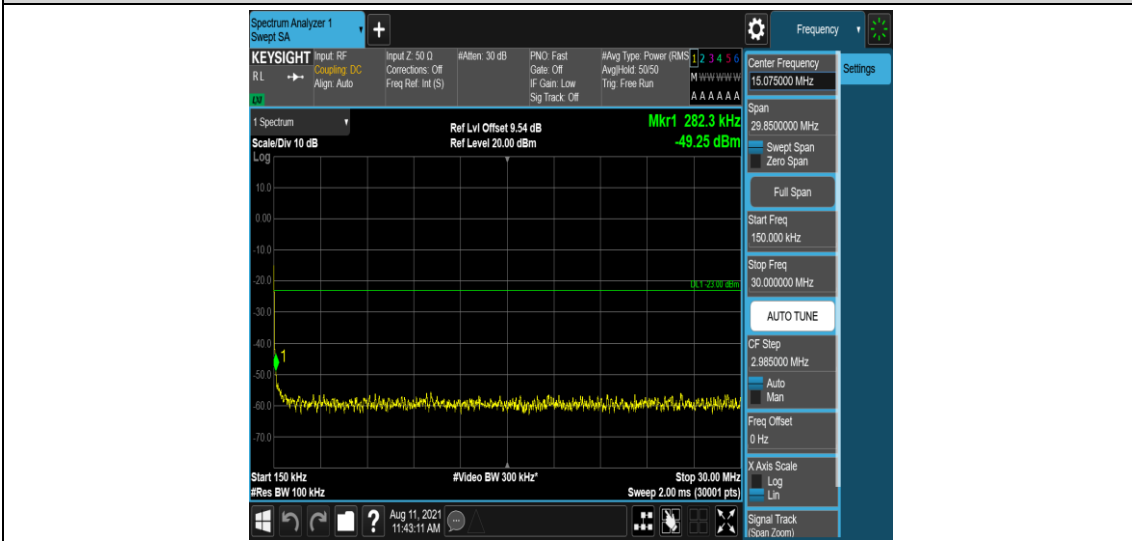 Spectrum Analyzer 1
Swept SA
+
Frequency
KEYSIGHT
RL
LXI
Input: RF
Coupling: DC
Align: Auto
Input Z: 50 Ω
Corrections: Off
Freq Ref: Int (S)
#Atten: 30 dB
PNO: Fast
Gate: Off
IF Gain: Low
Sig Track: Off
#Avg Type: Power (RMS
Avg|Hold: 50/50
Trig: Free Run
1 2 3 4 5 6
M W W W W W
A A A A A A
Center Frequency
15.075000 MHz
Settings
Span
29.8500000 MHz
Swept Span
Zero Span
Full Span
Start Freq
150.000 kHz
Stop Freq
30.000000 MHz
AUTO TUNE
CF Step
2.985000 MHz
Auto
Man
Freq Offset
0 Hz
X Axis Scale
Log
Lin
Signal Track
(Span Zoom)
1 Spectrum
Scale/Div 10 dB
Log
Ref Lvl Offset 9.54 dB
Ref Level 20.00 dBm
Mkr1 282.3 kHz
-49.25 dBm
10.0
0.00
-10.0
-20.0
DL1 -23.00 dBm
-30.0
-40.0
1
-50.0
-60.0
-70.0
Start 150 kHz
#Video BW 300 kHz*
Stop 30.00 MHz
#Res BW 100 kHz
Sweep 2.00 ms (30001 pts)
?
Aug 11, 2021
11:43:11 AM